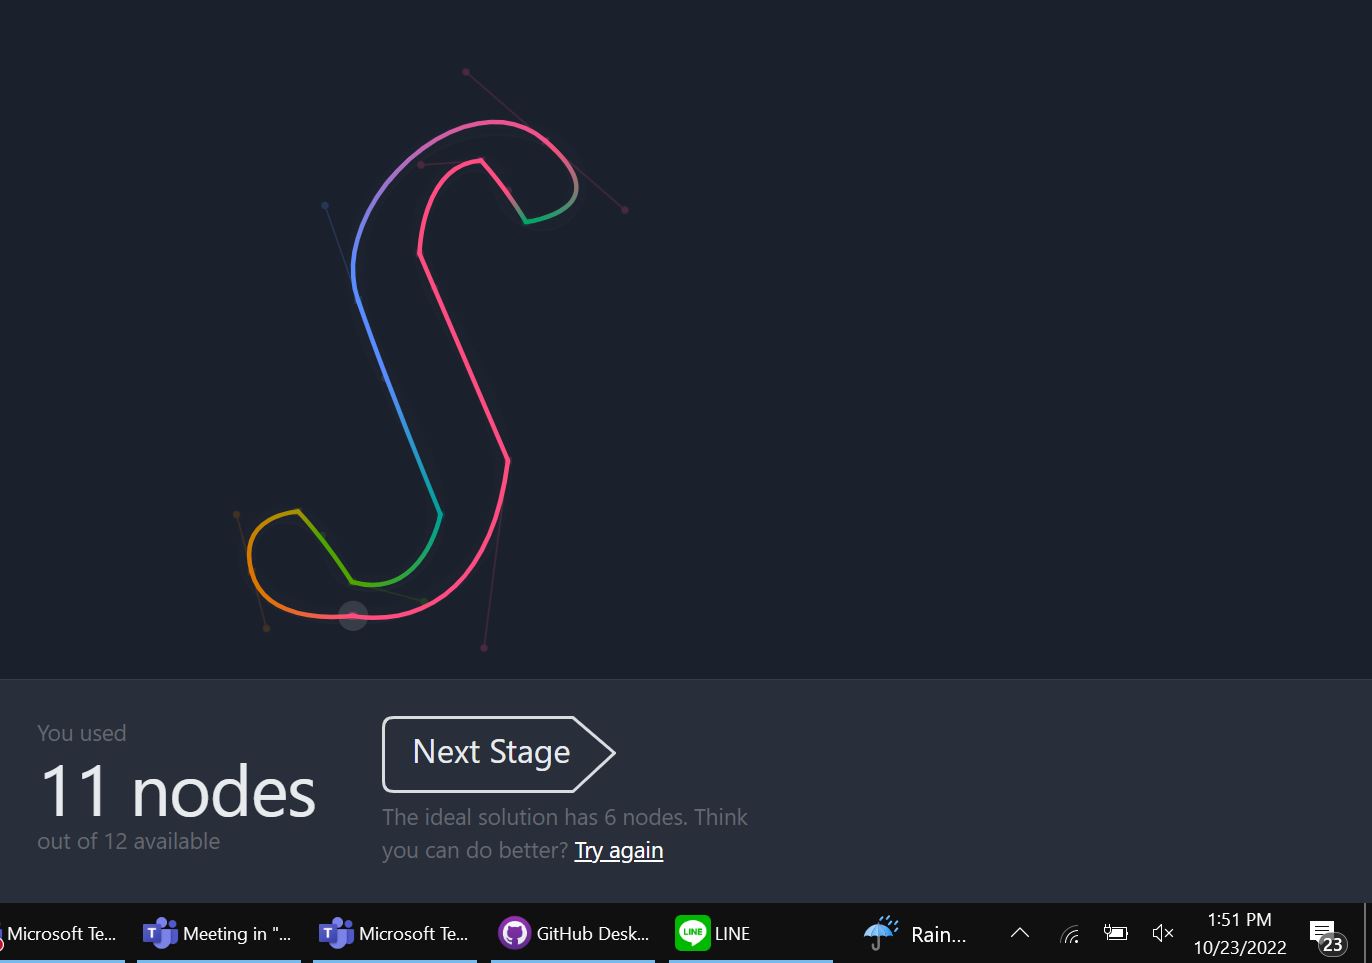 You used
11 nodes
out of 12 available
Next Stage
The ideal solution has 6 nodes. Think
you can do better? Try again
Microsoft Te...
Meeting in "...
Microsoft Te...
GitHub Desk...
LINE
LINE
Rain...
1:51 PM
10/23/2022
23